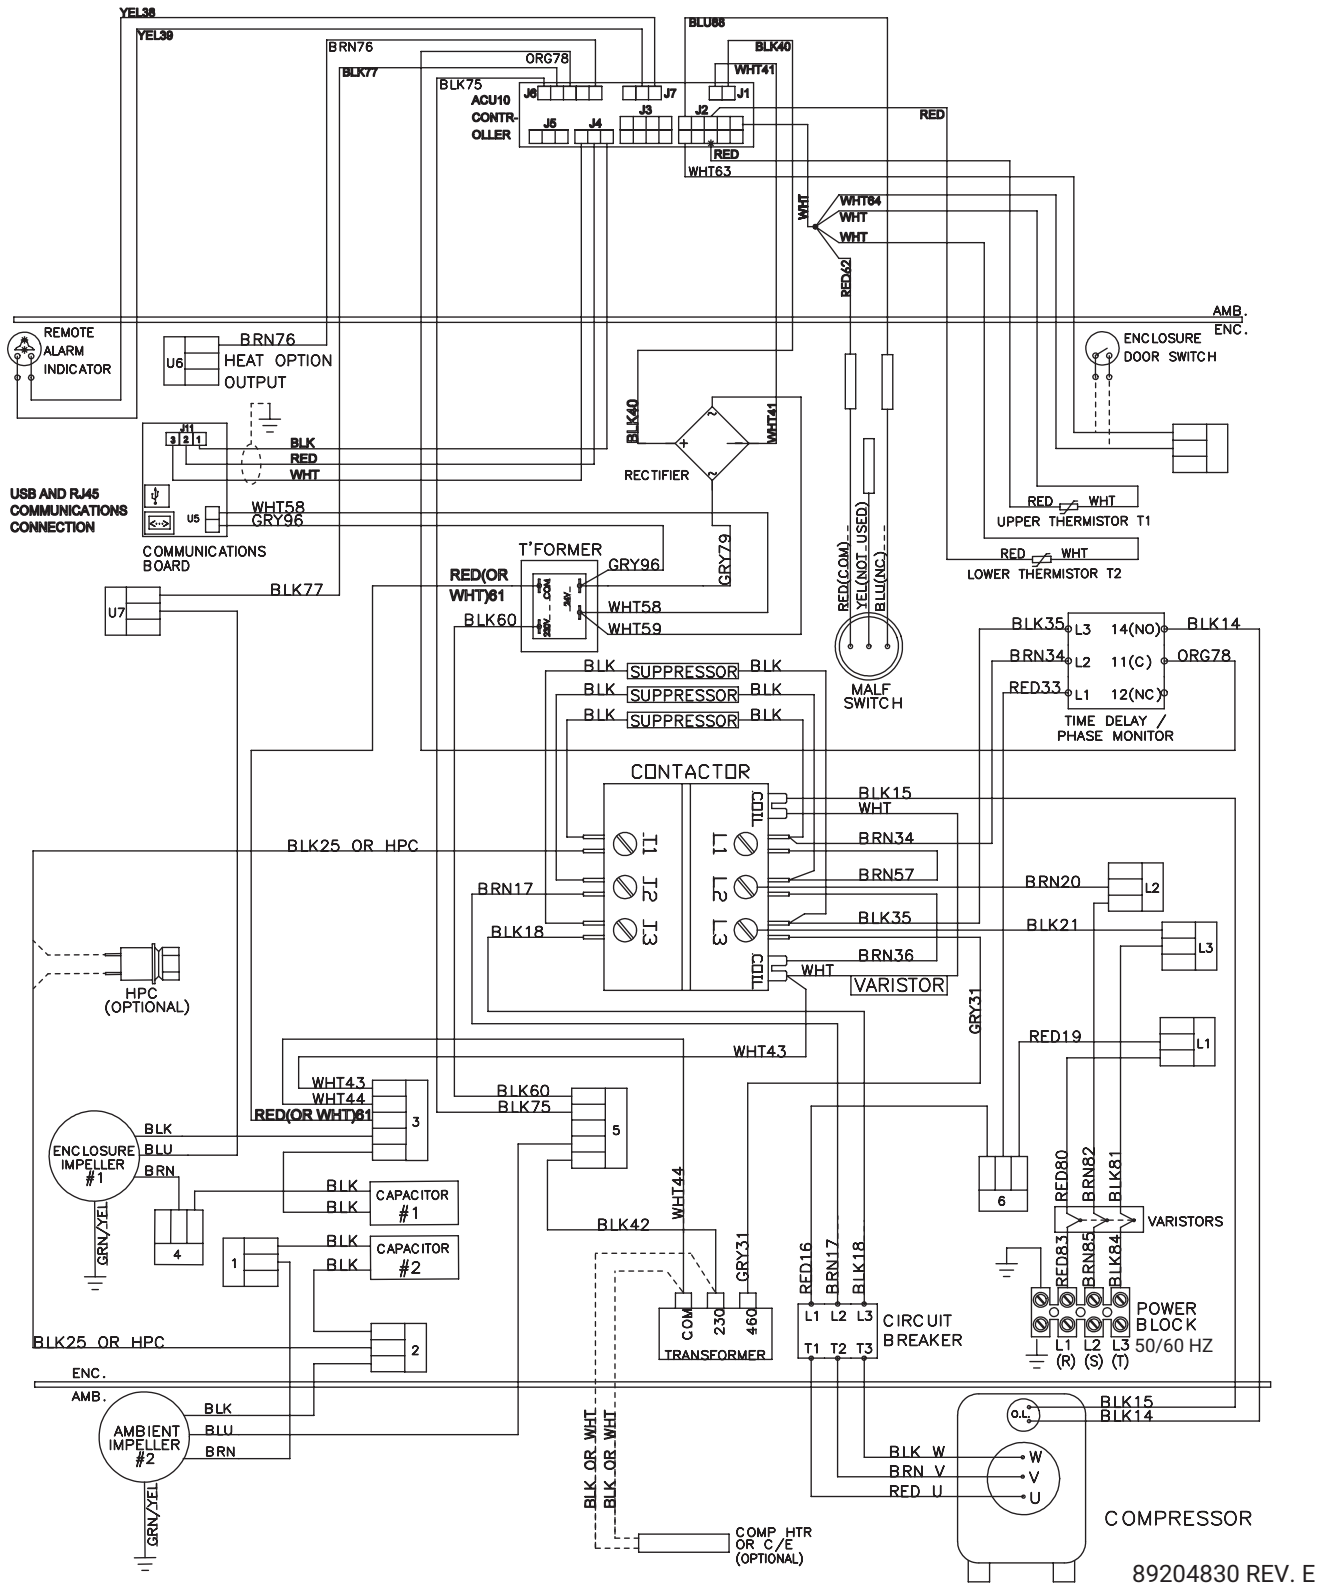 YEL38
YEL39
BRN76
BLK77
BLK75
ORG78
BLU68
BLK40
WHT41
ACU10
CONTR-
OLLER
J6
J7
J1
J5
J4
J3
J2
RED
RED
WHT63
WHT
WHT64
WHT
WHT
RED62
AMB.
ENC.
REMOTE
ALARM
INDICATOR
U6
BRN76
HEAT OPTION
OUTPUT
ENCLOSURE
DOOR SWITCH
J11
3 2 1
BLK
RED
WHT
BLK40
WHT41
~
+
-
~
RECTIFIER
USB AND RJ45
COMMUNICATIONS
CONNECTION
U5
WHT58
GRY96
COMMUNICATIONS
BOARD
RED WHT
UPPER THERMISTOR T1
RED WHT
LOWER THERMISTOR T2
T'FORMER
RED(OR
WHT)61
COM
24V
230V
GRY96
GRY79
WHT58
WHT59
BLK60
U7
BLK77
RED(COM)
YEL(NOT USED)
BLU(NC)
MALF
SWITCH
BLK35 L3 14(NO) BLK14
BRN34 L2 11(C) ORG78
RED33 L1 12(NC)
TIME DELAY /
PHASE MONITOR
BLK SUPPRESSOR BLK
BLK SUPPRESSOR BLK
BLK SUPPRESSOR BLK
CONTACTOR
COIL
BLK15
WHT
T1 L1
BRN34
BLK25 OR HPC
BRN57
T2 L2
BRN17
BRN20
L2
T3 L3
BLK35
BLK18
BLK21
L3
BRN36
COIL
WHT
VARISTOR
GRY31
HPC
(OPTIONAL)
RED19
L1
WHT43
WHT43
WHT44
RED(OR WHT)61
3
BLK60
BLK75
5
ENCLOSURE
IMPELLER
#1
BLK
BLU
BRN
GRN/YEL
4
BLK
BLK
CAPACITOR
#1
1
BLK
BLK
CAPACITOR
#2
2
BLK25 OR HPC
WHT44
BLK42
GRY31
COM
230
460
TRANSFORMER
RED16
BRN17
BLK18
L1 L2 L3
T1 T2 T3
CIRCUIT
BREAKER
6
RED80
BRN82
BLK81
VARISTORS
RED83
BRN85
BLK84
POWER
BLOCK
50/60 HZ
L1 L2 L3
(R) (S) (T)
ENC.
AMB.
AMBIENT
IMPELLER
#2
BLK
BLU
BRN
GRN/YEL
BLK OR WHT
BLK OR WHT
COMP HTR
OR C/E
(OPTIONAL)
O.L.
BLK15
BLK14
BLK W W
BRN V V
RED U U
COMPRESSOR
89204830 REV. E